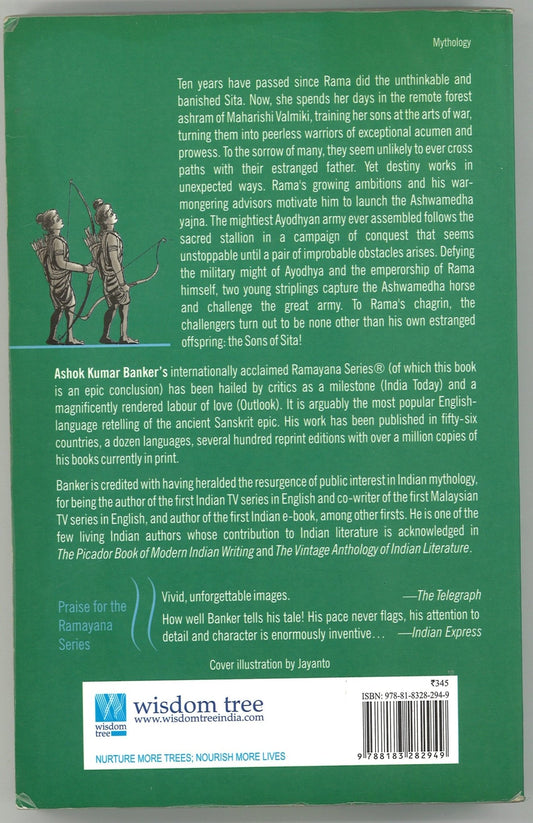 Mythology
Ten years have passed since Rama did the unthinkable and
banished Sita. Now, she spends her days in the remote forest
ashram of Maharishi Valmiki, training her sons at the arts of war,
turning them into peerless warriors of exceptional acumen and
prowess. To the sorrow of many, they seem unlikely to ever cross
paths with their estranged father. Yet destiny works in
unexpected ways. Rama's growing ambitions and his war-
mongering advisors motivate him to launch the Ashwamedha
yajna. The mightiest Ayodhyan army ever assembled follows the
sacred stallion in a campaign of conquest that seems
unstoppable until a pair of improbable obstacles arises. Defying
the military might of Ayodhya and the emperorship of Rama
himself, two young striplings capture the Ashwamedha horse
and challenge the great army. To Rama's chagrin, the
challengers turn out to be none other than his own estranged
offspring: the Sons of Sita!
Ashok Kumar Banker's internationally acclaimed Ramayana Series® (of which this book
is an epic conclusion) has been hailed by critics as a milestone (India Today) and a
magnificently rendered labour of love (Outlook). It is arguably the most popular English-
language retelling of the ancient Sanskrit epic. His work has been published in fifty-six
countries, a dozen languages, several hundred reprint editions with over a million copies of
his books currently in print.
Banker is credited with having heralded the resurgence of public interest in Indian mythology,
for being the author of the first Indian TV series in English and co-writer of the first Malaysian
TV series in English, and author of the first Indian e-book, among other firsts. He is one of the
few living Indian authors whose contribution to Indian literature is acknowledged in
The Picador Book of Modern Indian Writing and The Vintage Anthology of Indian Literature.
Praise for the
Ramayana
Series
Vivid, unforgettable images. —The Telegraph
How well Banker tells his tale! His pace never flags, his attention to
detail and character is enormously inventive... —Indian Express
Cover illustration by Jayanto
wisdom
tree
wisdom tree
www.wisdomtreeindia.com
NURTURE MORE TREES; NOURISH MORE LIVES
₹345
ISBN: 978-81-8328-294-9
9 788183 282949